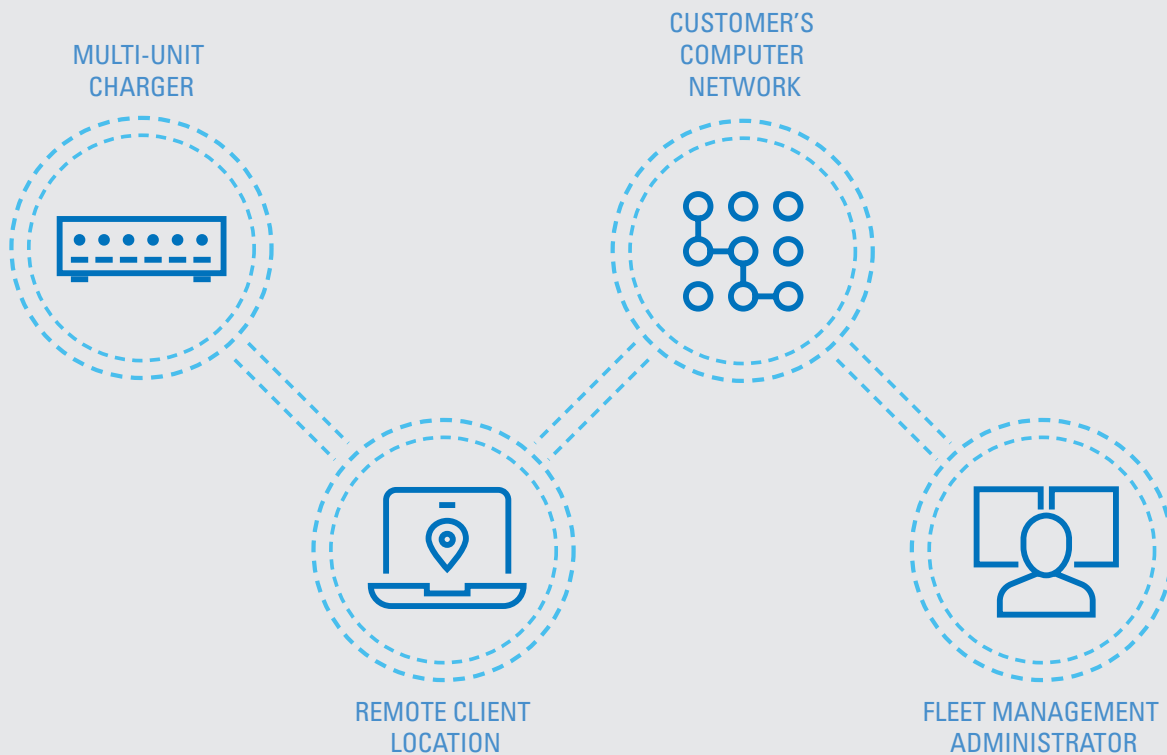 MULTI-UNIT
CHARGER
CUSTOMER'S
COMPUTER
NETWORK
REMOTE CLIENT
LOCATION
FLEET MANAGEMENT
ADMINISTRATOR